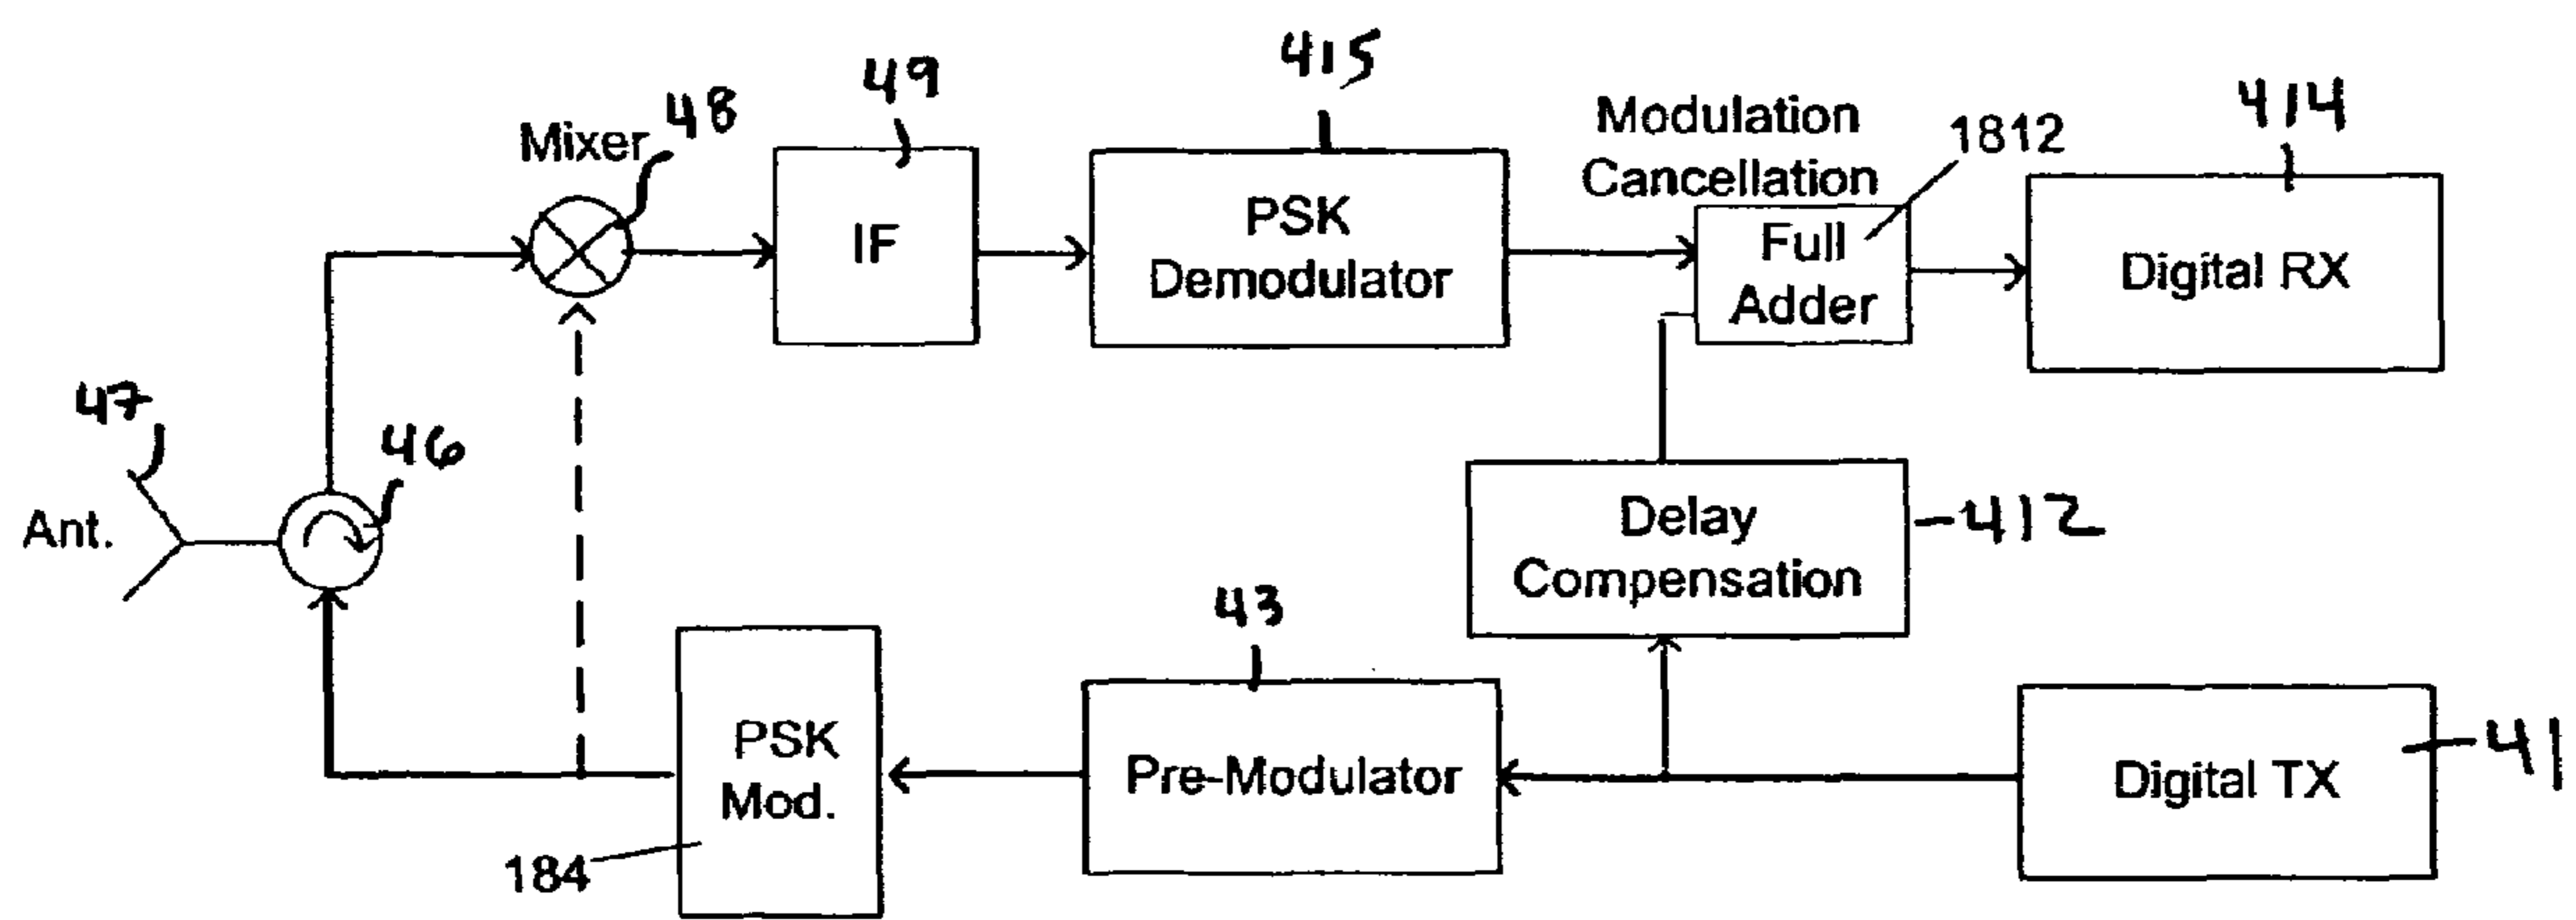 415
49
48
Mixer
Modulation
Cancellation
1812
414
IF
PSK
Demodulator
Full
Adder
Digital RX
47
46
Ant.
Delay
Compensation
412
43
PSK
Mod.
184
Pre-Modulator
Digital TX
41